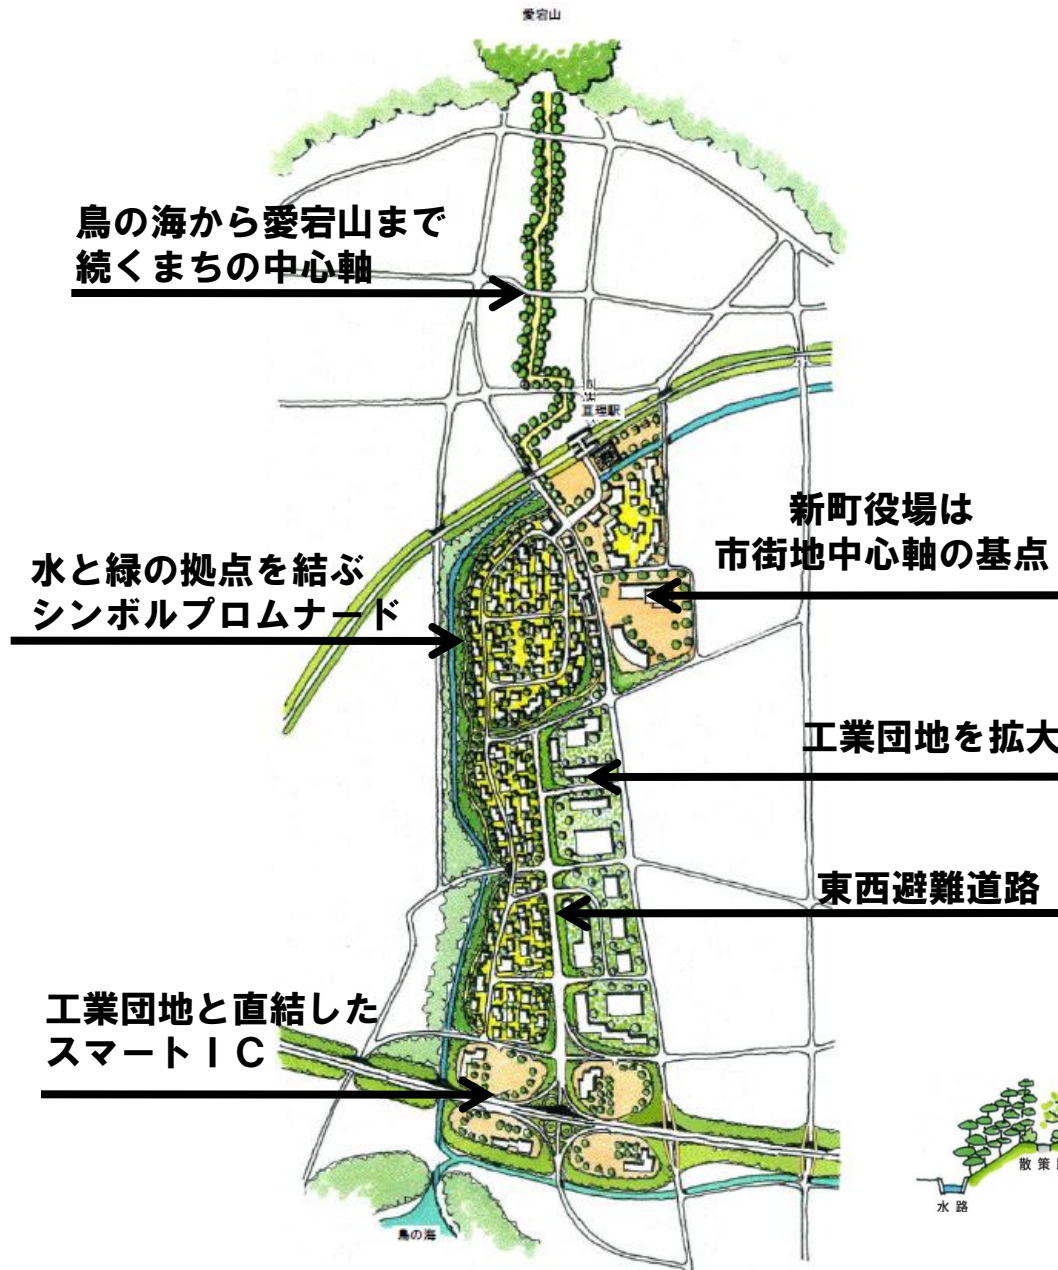 愛宕山
鳥の海から愛宕山まで
続くまちの中心軸
亘理駅
新町役場は
市街地中心軸の基点
水と緑の拠点を結ぶ
シンボルプロムナード
工業団地を拡大
東西避難道路
工業団地と直結した
スマートＩＣ
散策
水路
鳥の海